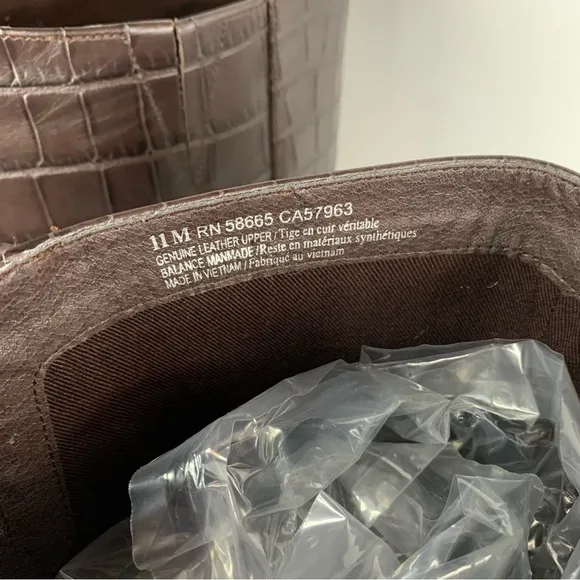 11 M RN 58665 CA57963
GENUINE LEATHER UPPER / Tige en cuir véritable
BALANCE MANMADE / Reste en matériaux synthétiques
MADE IN VIETNAM / Fabriqué au vietnam